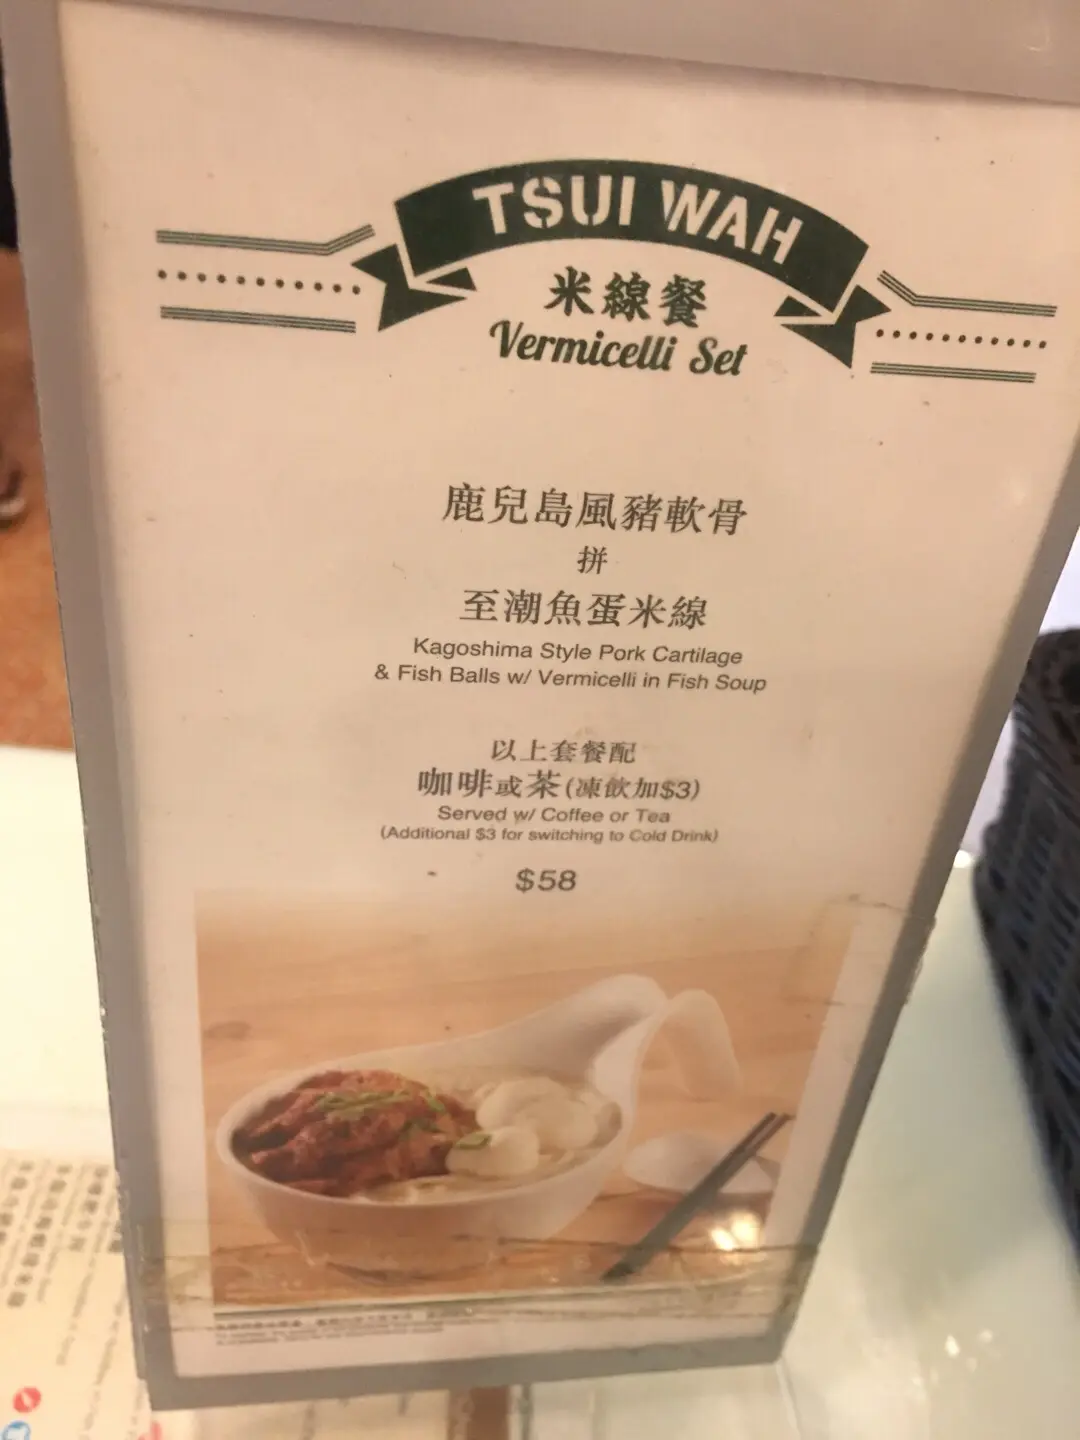 TSUI WAH
米線餐
Vermicelli Set
鹿兒島風豬軟骨
拼
至潮魚蛋米線
Kagoshima Style Pork Cartilage
& Fish Balls w/ Vermicelli in Fish Soup
以上套餐配
咖啡或茶(凍飲加$3)
Served w/ Coffee or Tea
(Additional $3 for switching to Cold Drink)
$58